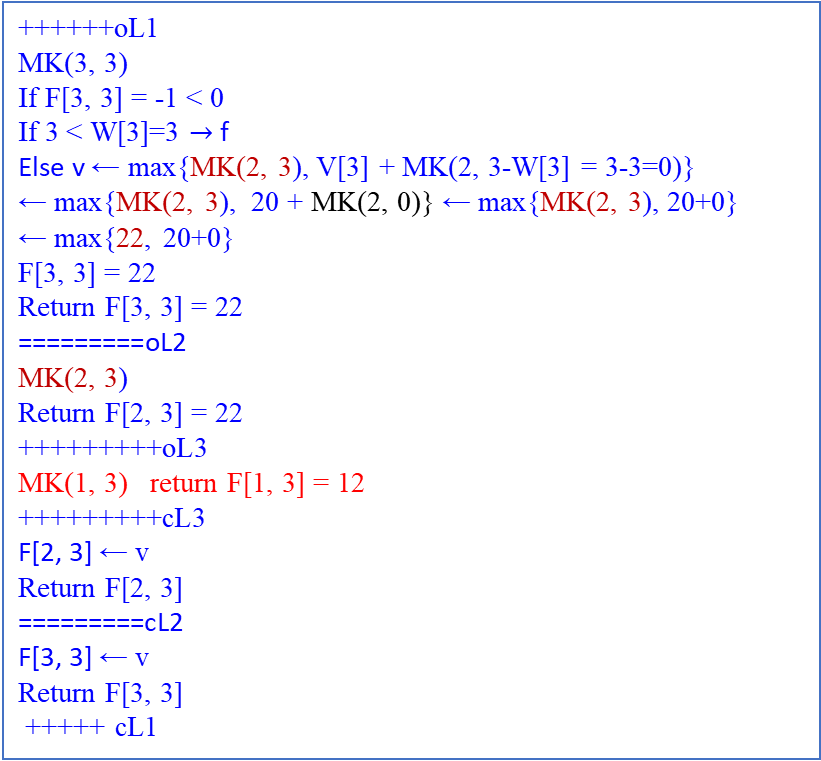 ++++++oL1
MK(3, 3)
If F[3, 3] = -1 < 0
If 3 < W[3]=3 → f
Else v ← max{MK(2, 3), V[3] + MK(2, 3-W[3] = 3-3=0)}
← max{MK(2, 3),  20 + MK(2, 0)} ← max{MK(2, 3), 20+0}
← max{22, 20+0}
F[3, 3] = 22
Return F[3, 3] = 22
=========oL2
MK(2, 3)
Return F[2, 3] = 22
+++++++++oL3
MK(1, 3)   return F[1, 3] = 12
+++++++++cL3
F[2, 3] ← v
Return F[2, 3]
=========cL2
F[3, 3] ← v
Return F[3, 3]
+++++ cL1